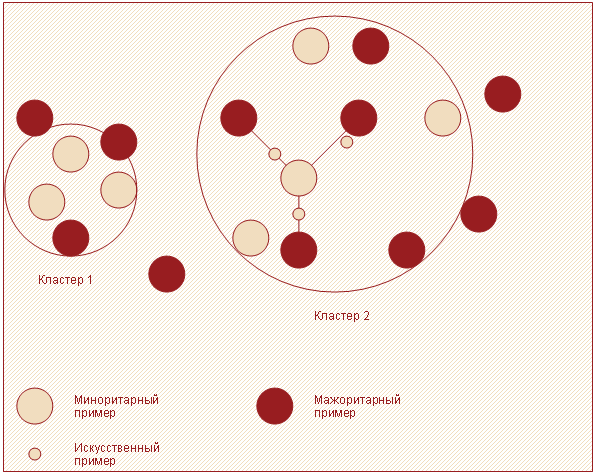 Кластер 1
Кластер 2
Миноритарный
пример
Мажоритарный
пример
Искусственный
пример